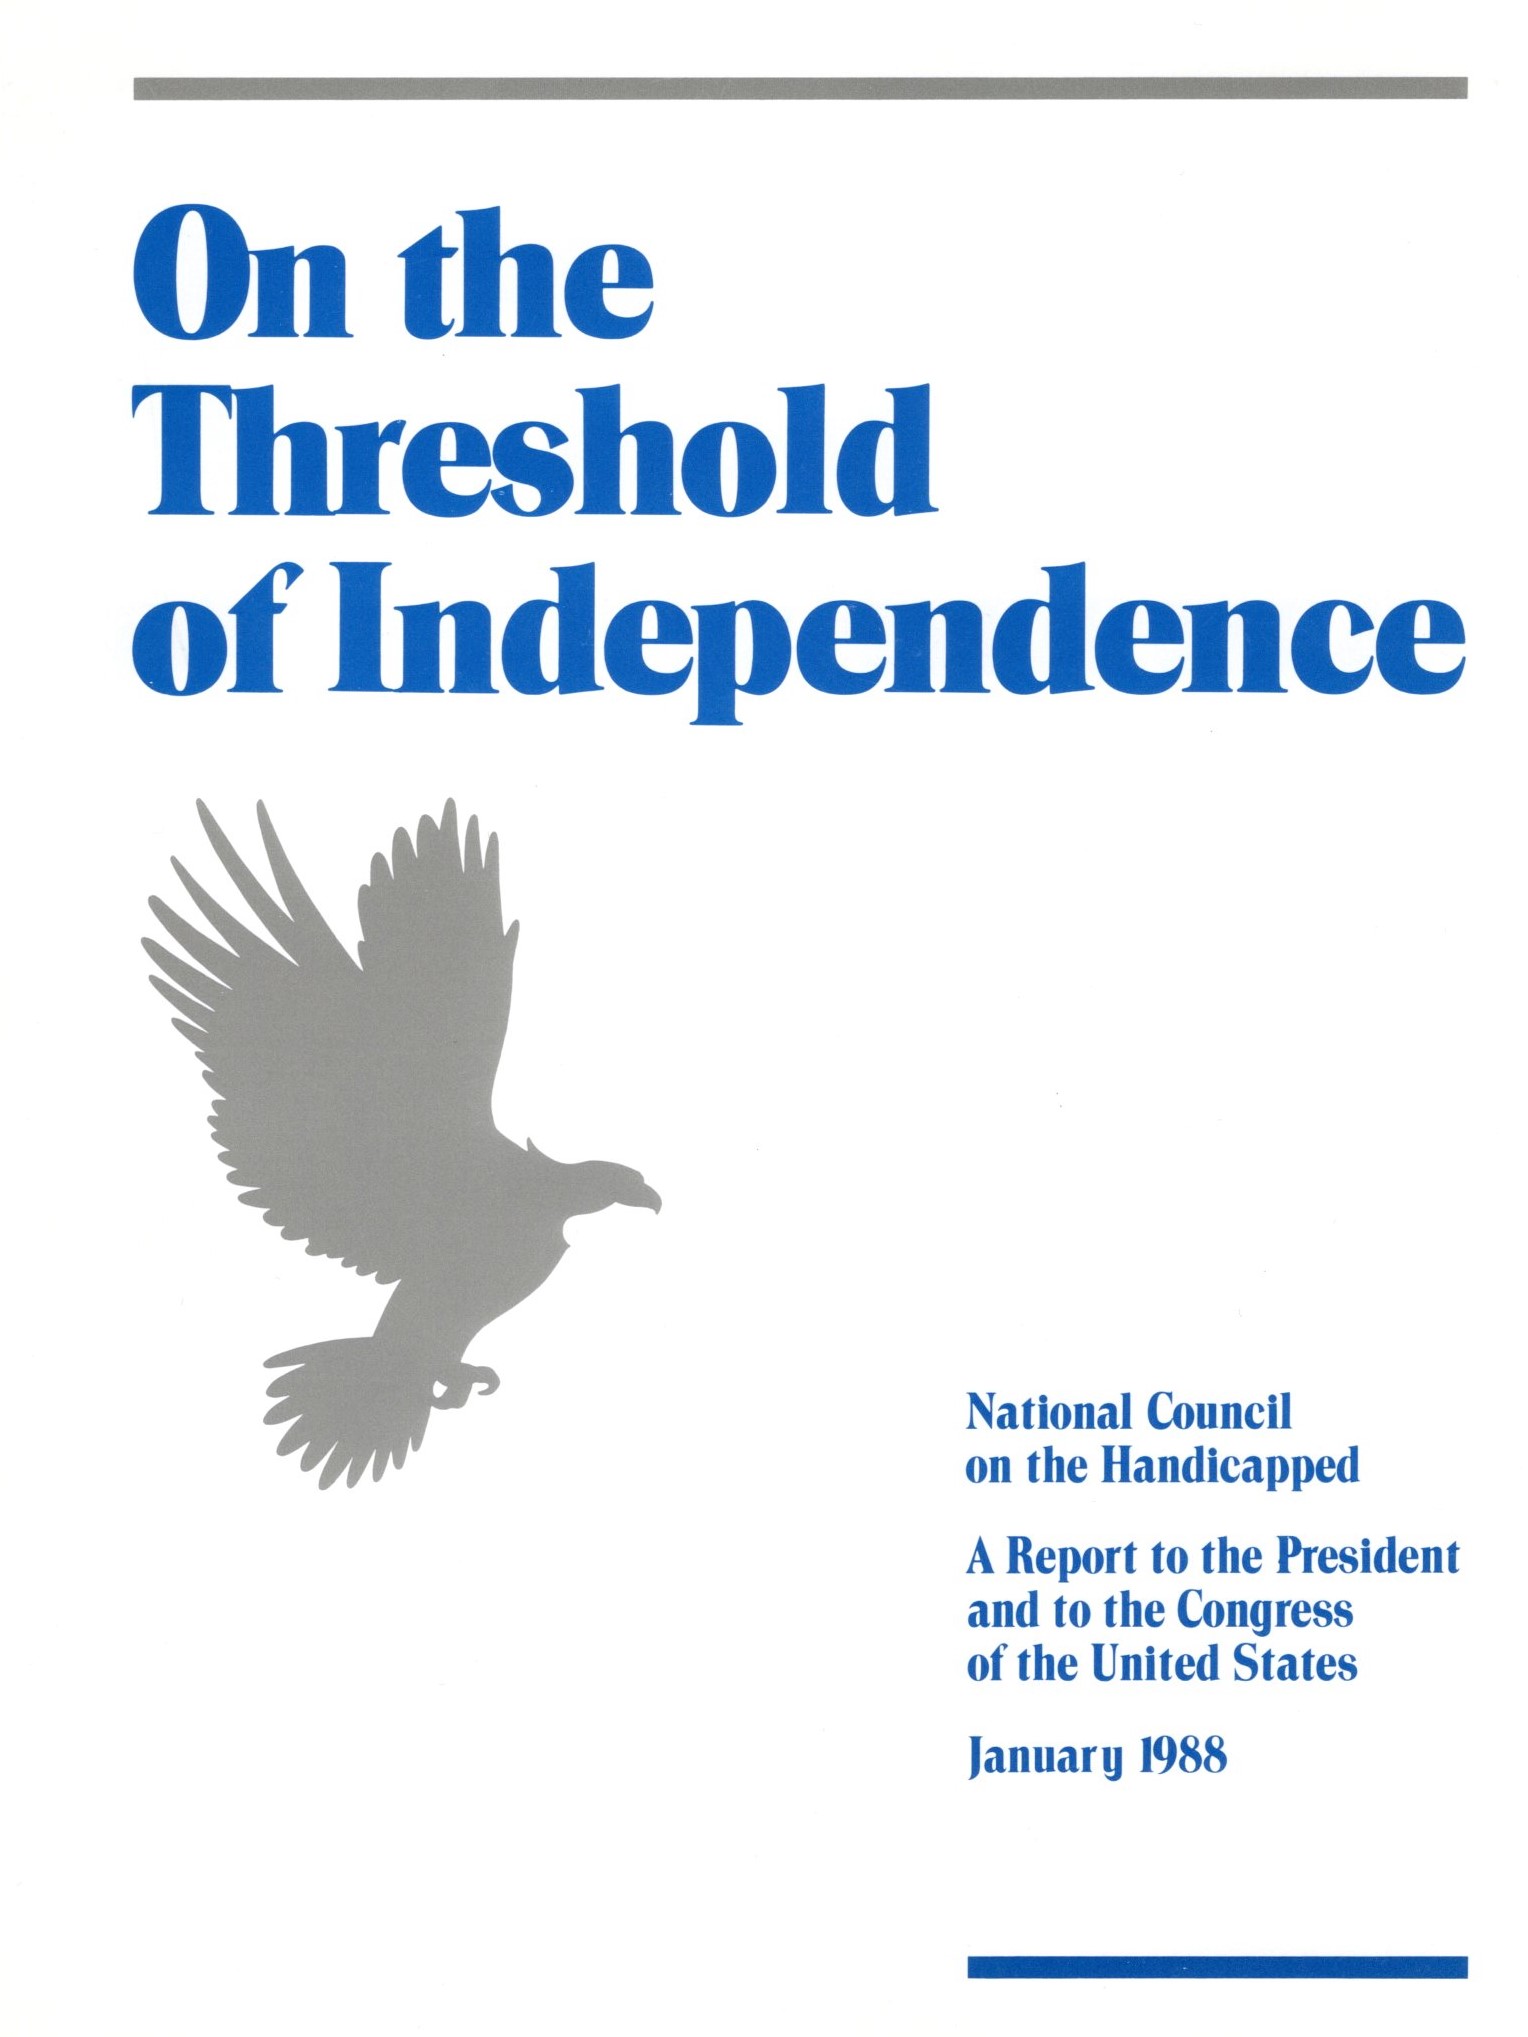 On the
Threshold
of Independence
National Council
on the Handicapped
A Report to the President
and to the Congress
of the United States
January 1988